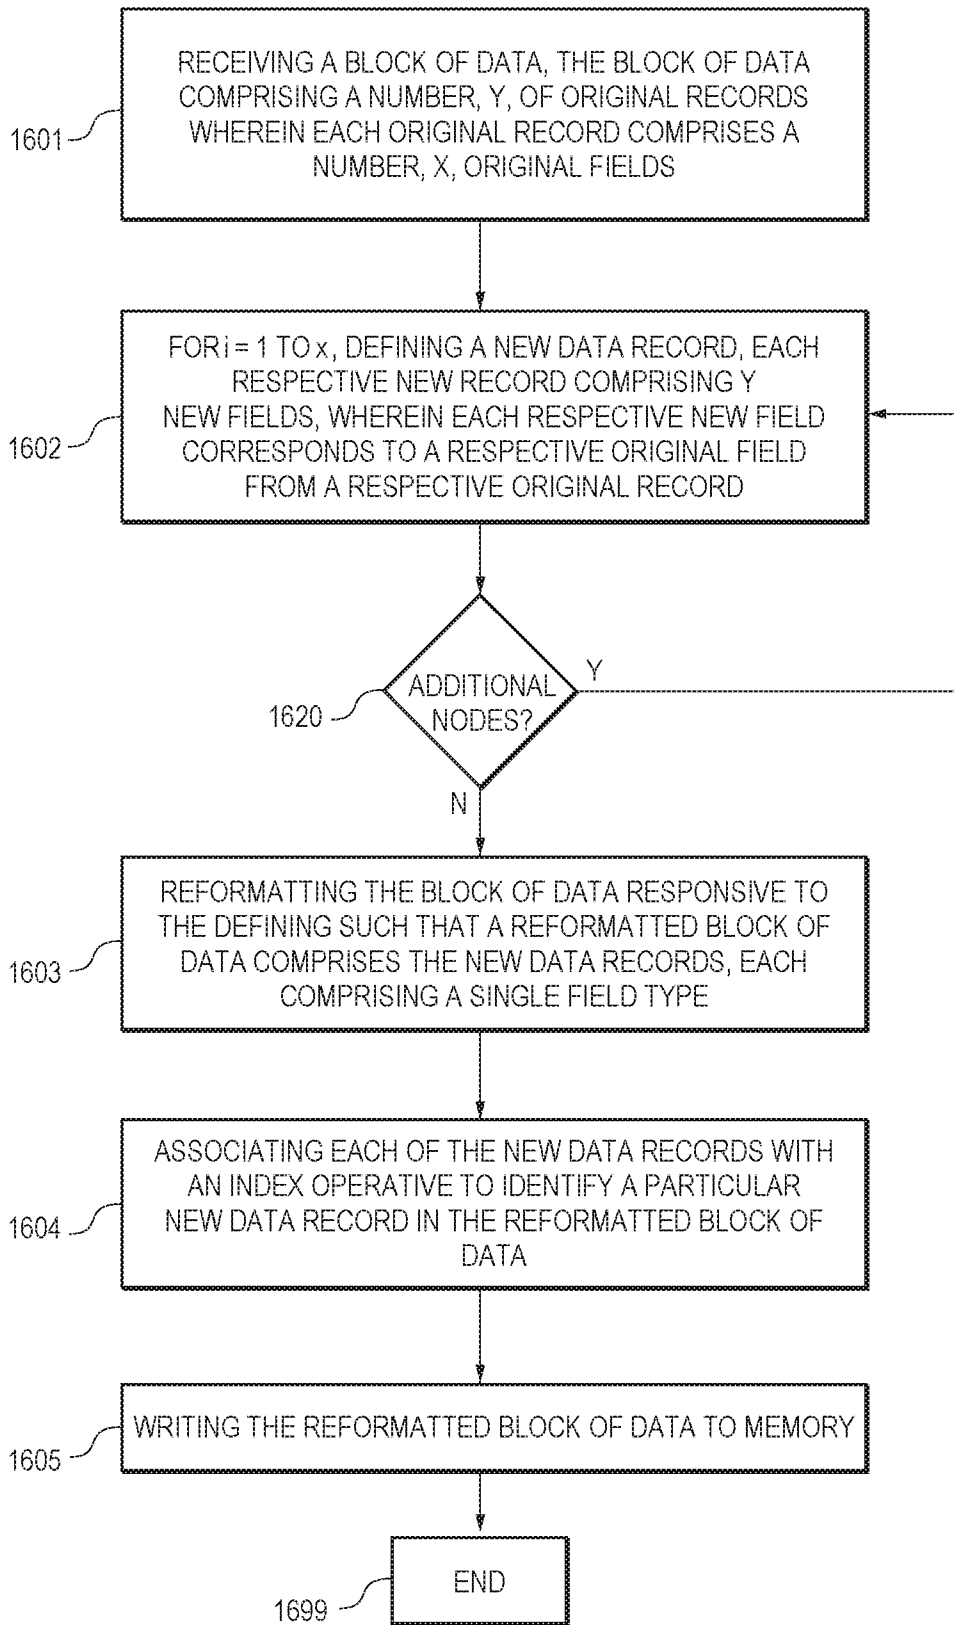 RECEIVING A BLOCK OF DATA, THE BLOCK OF DATA
COMPRISING A NUMBER, Y, OF ORIGINAL RECORDS
WHEREIN EACH ORIGINAL RECORD COMPRISES A
NUMBER, X, ORIGINAL FIELDS
1601
FOR i = 1 TO x, DEFINING A NEW DATA RECORD, EACH
RESPECTIVE NEW RECORD COMPRISING Y
NEW FIELDS, WHEREIN EACH RESPECTIVE NEW FIELD
CORRESPONDS TO A RESPECTIVE ORIGINAL FIELD
FROM A RESPECTIVE ORIGINAL RECORD
1602
ADDITIONAL
NODES?
1620
Y
N
REFORMATTING THE BLOCK OF DATA RESPONSIVE TO
THE DEFINING SUCH THAT A REFORMATTED BLOCK OF
DATA COMPRISES THE NEW DATA RECORDS, EACH
COMPRISING A SINGLE FIELD TYPE
1603
ASSOCIATING EACH OF THE NEW DATA RECORDS WITH
AN INDEX OPERATIVE TO IDENTIFY A PARTICULAR
NEW DATA RECORD IN THE REFORMATTED BLOCK OF
DATA
1604
WRITING THE REFORMATTED BLOCK OF DATA TO MEMORY
1605
END
1699